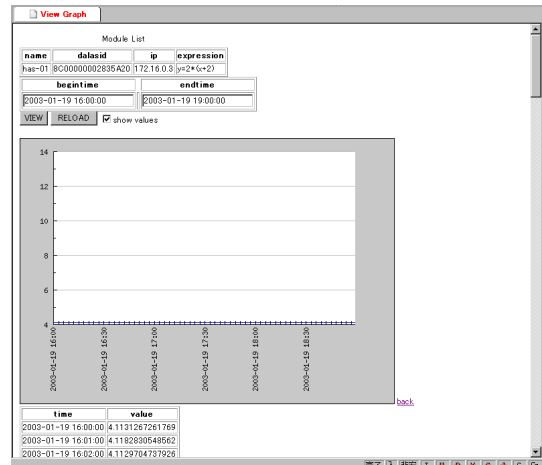 View Graph
Module List
name dalasid ip expression
has-01 8C00000002835A20 172.16.0.3 y=2*(x+2)
begintime endtime
2003-01-19 16:00:00 2003-01-19 19:00:00
VIEW RELOAD show values
14
12
10
8
6
4
2003-01-19 16:00
2003-01-19 16:30
2003-01-19 17:00
2003-01-19 17:30
2003-01-19 18:00
2003-01-19 18:30
back
time value
2003-01-19 16:00:00 4.1131267261769
2003-01-19 16:01:00 4.1182830548562
2003-01-19 16:02:00 4.1129704737926